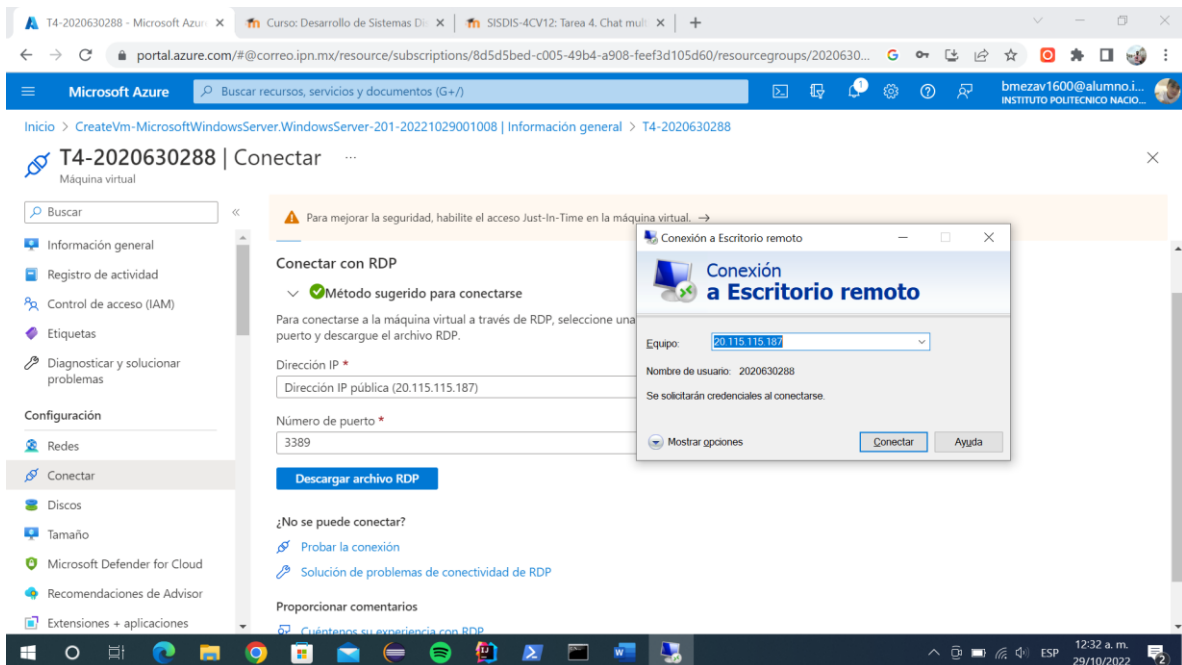 T4-2020630288 - Microsoft Azur
Curso: Desarrollo de Sistemas Di
SISDIS-4CV12: Tarea 4. Chat mult
portal.azure.com/#@correo.ipn.mx/resource/subscriptions/8d5d5bed-c005-49b4-a908-feef3d105d60/resourcegroups/2020630...
Microsoft Azure
Buscar recursos, servicios y documentos (G+/)
1
bmezav1600@alumno.i...
INSTITUTO POLITECNICO NACIO...
Inicio > CreateVm-MicrosoftWindowsServer.WindowsServer-201-20221029001008 | Información general > T4-2020630288
T4-2020630288 | Conectar ...
Máquina virtual
Buscar
Información general
Registro de actividad
Control de acceso (IAM)
Etiquetas
Diagnosticar y solucionar
problemas
Configuración
Redes
Conectar
Discos
Tamaño
Microsoft Defender for Cloud
Recomendaciones de Advisor
Extensiones + aplicaciones
Para mejorar la seguridad, habilite el acceso Just-In-Time en la máquina virtual. →
Conectar con RDP
Método sugerido para conectarse
Para conectarse a la máquina virtual a través de RDP, seleccione una
puerto y descargue el archivo RDP.
Dirección IP *
Dirección IP pública (20.115.115.187)
Número de puerto *
3389
Descargar archivo RDP
¿No se puede conectar?
Probar la conexión
Solución de problemas de conectividad de RDP
Proporcionar comentarios
Cuéntenos su experiencia con RDP
Conexión a Escritorio remoto
Conexión
a Escritorio remoto
Equipo:
20.115.115.187
Nombre de usuario: 2020630288
Se solicitarán credenciales al conectarse.
Mostrar opciones
Conectar
Ayuda
ESP
12:32 a. m.
29/10/2022
2